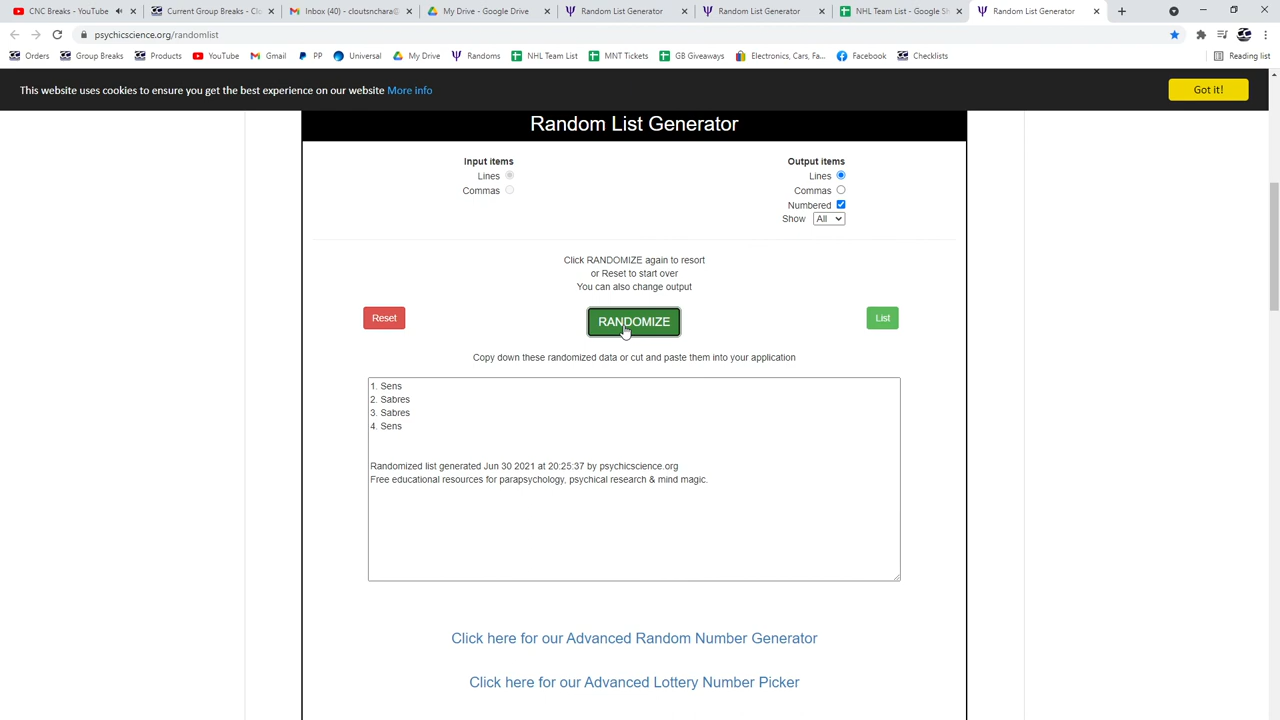 CNC Breaks - YouTube
Current Group Breaks - Clo
Inbox (40) - cloutsnchara@
My Drive - Google Drive
Random List Generator
Random List Generator
NHL Team List - Google Sh
Random List Generator
psychicscience.org/randomlist
Orders
Group Breaks
Products
YouTube
Gmail
PP
Universal
My Drive
Randoms
NHL Team List
MNT Tickets
GB Giveaways
Electronics, Cars, Fa...
Facebook
Checklists
Reading list
This website uses cookies to ensure you get the best experience on our website More info
Got it!
Random List Generator
Input items
Lines
Commas
Output items
Lines
Commas
Numbered
Show All
Click RANDOMIZE again to resort
or Reset to start over
You can also change output
Reset
RANDOMIZE
List
Copy down these randomized data or cut and paste them into your application
1. Sens
2. Sabres
3. Sabres
4. Sens
Randomized list generated Jun 30 2021 at 20:25:37 by psychicscience.org
Free educational resources for parapsychology, psychical research & mind magic.
Click here for our Advanced Random Number Generator
Click here for our Advanced Lottery Number Picker